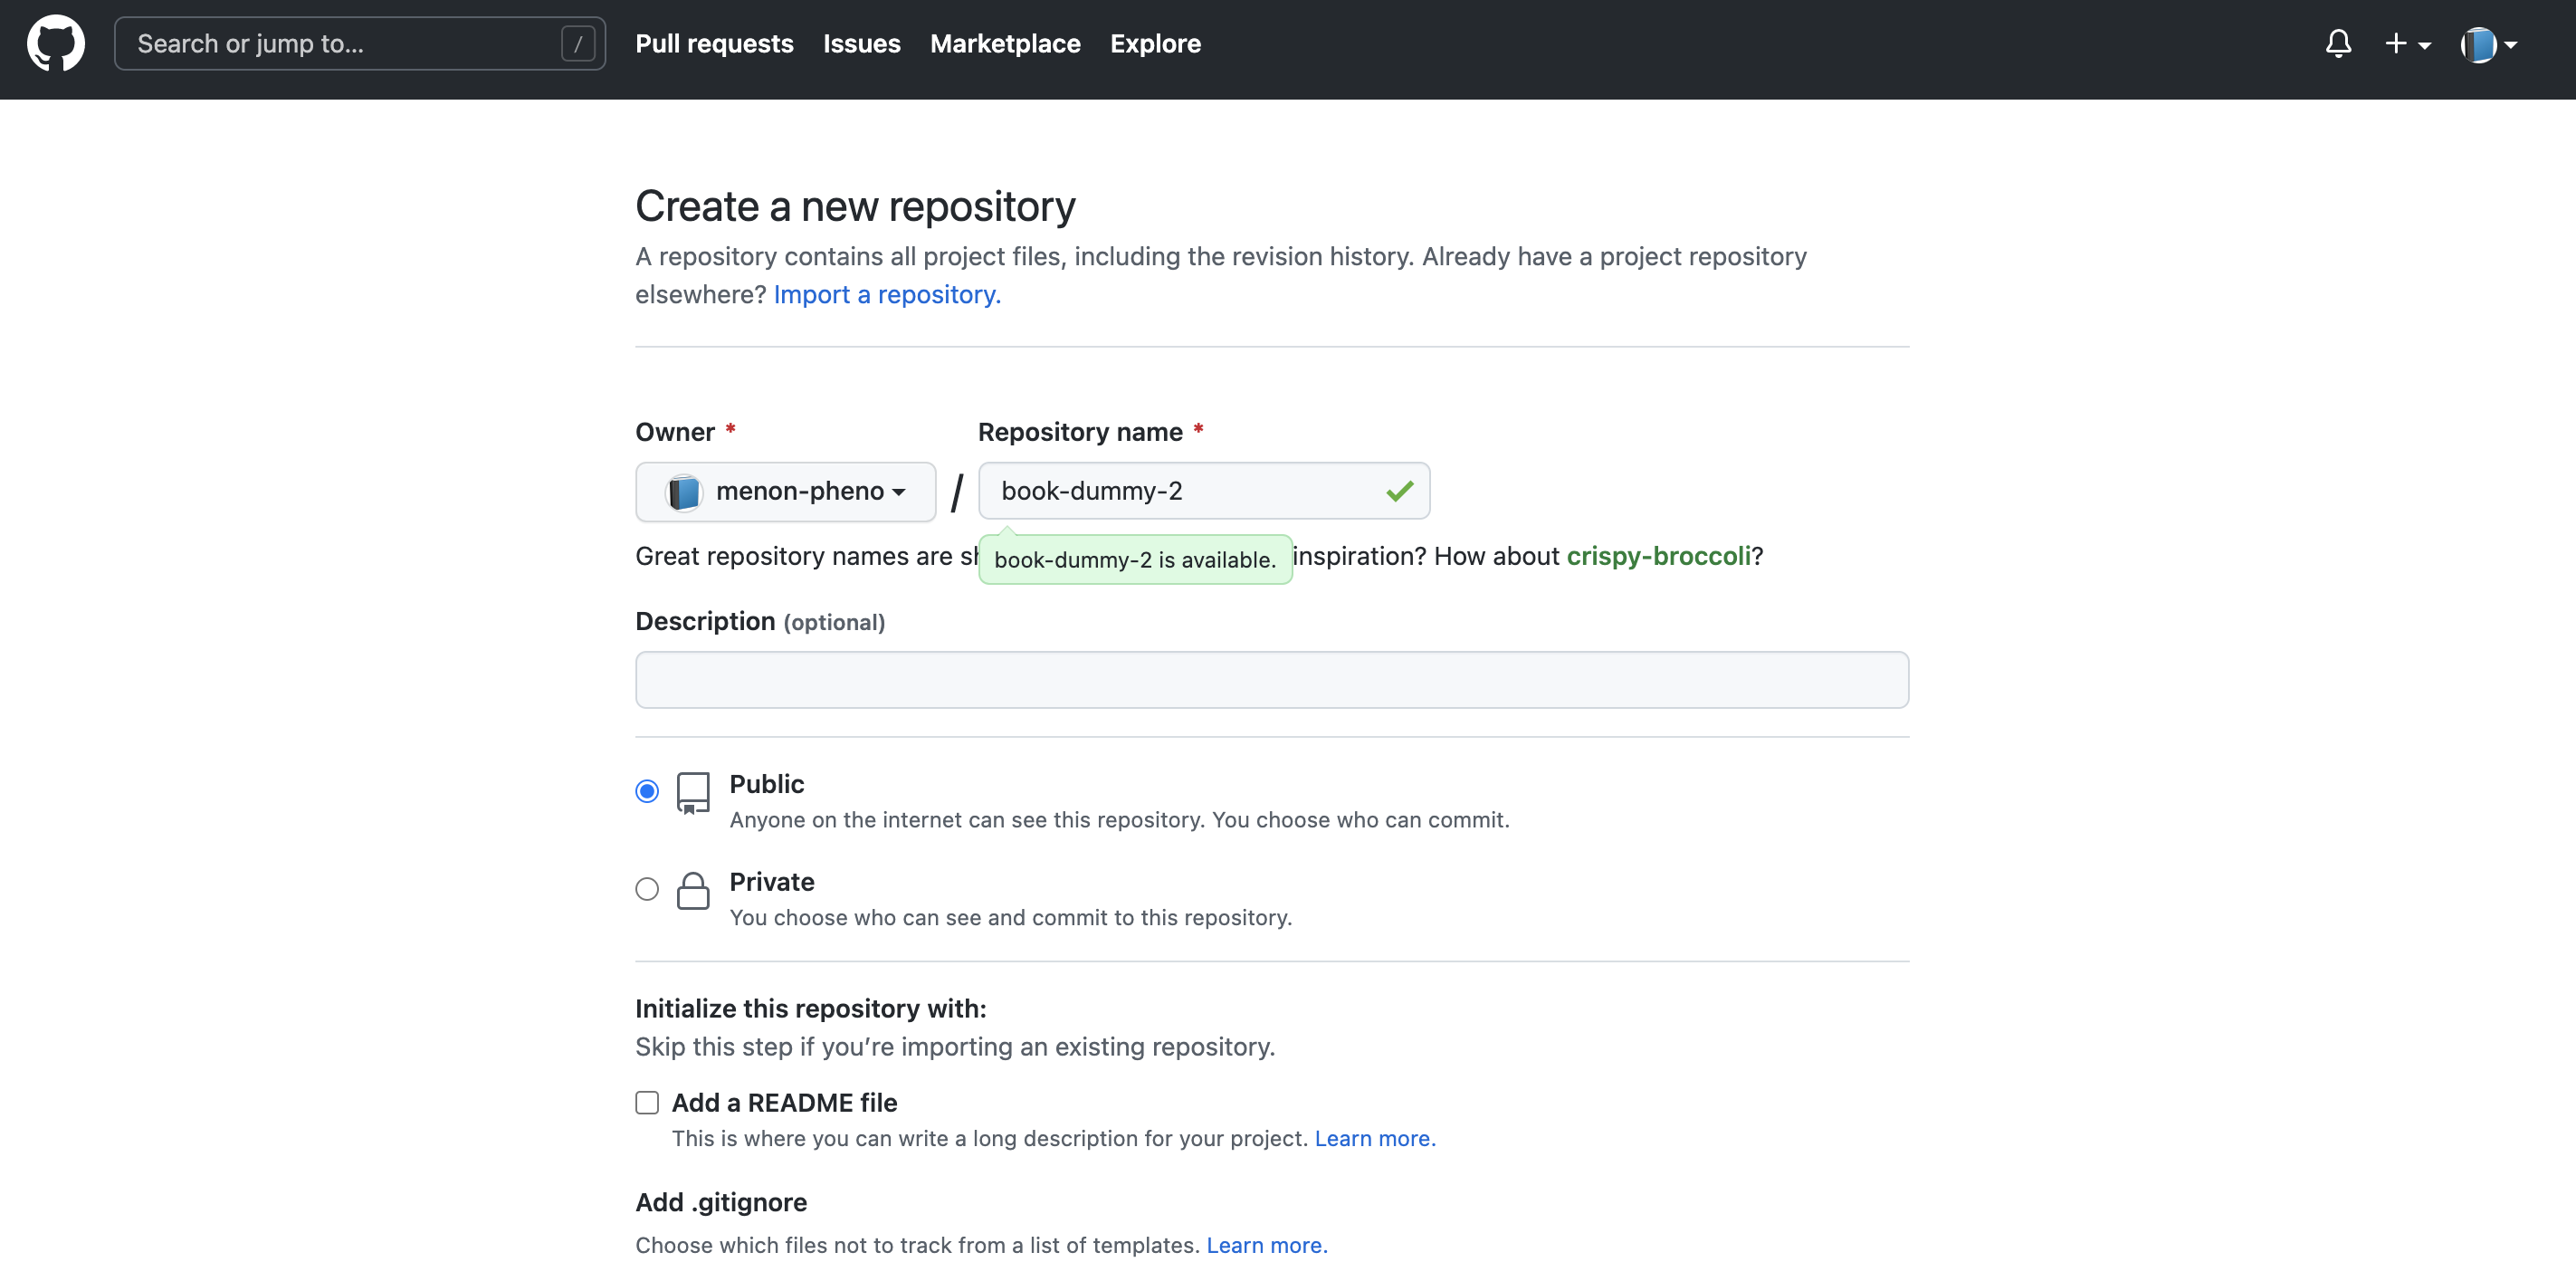 Search or jump to... /
Pull requests Issues Marketplace Explore
Create a new repository
A repository contains all project files, including the revision history. Already have a project repository
elsewhere? Import a repository.
Owner * Repository name *
menon-pheno / book-dummy-2
Great repository names are sh inspiration? How about crispy-broccoli?
book-dummy-2 is available.
Description (optional)
Public
Anyone on the internet can see this repository. You choose who can commit.
Private
You choose who can see and commit to this repository.
Initialize this repository with:
Skip this step if you’re importing an existing repository.
Add a README file
This is where you can write a long description for your project. Learn more.
Add .gitignore
Choose which files not to track from a list of templates. Learn more.